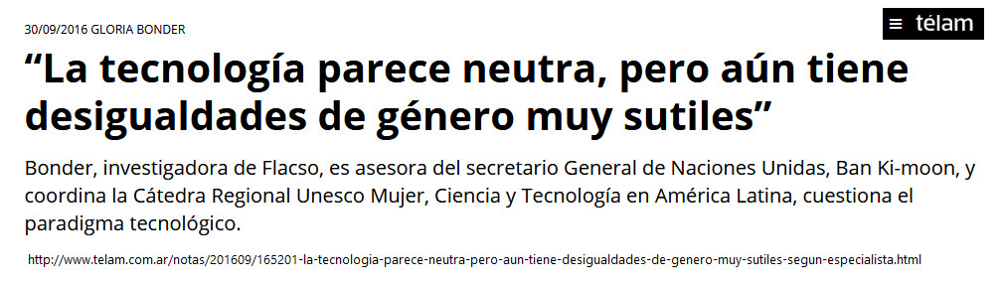 30/09/2016 GLORIA BONDER
télam
“La tecnología parece neutra, pero aún tiene
desigualdades de género muy sutiles”
Bonder, investigadora de Flacso, es asesora del secretario General de Naciones Unidas, Ban Ki-moon, y
coordina la Cátedra Regional Unesco Mujer, Ciencia y Tecnología en América Latina, cuestiona el
paradigma tecnológico.
http://www.telam.com.ar/notas/201609/165201-la-tecnologia-parece-neutra-pero-aun-tiene-desigualdades-de-genero-muy-sutiles-segun-especialista.html